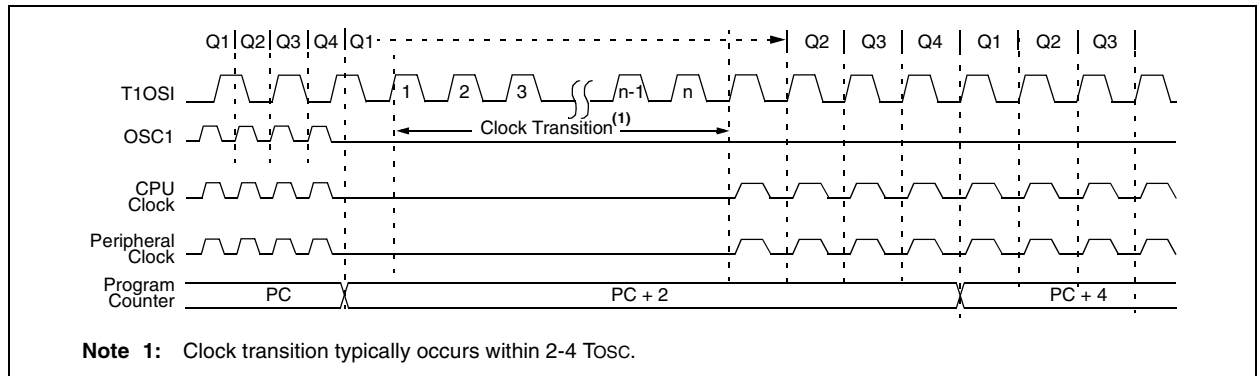 Q1 Q2 Q3 Q4 Q1 Q2 Q3 Q4 Q1 Q2 Q3
T1OSI 1 2 3 n-1 n
OSC1 Clock Transition(1)
CPU
Clock
Peripheral
Clock
Program
Counter PC PC + 2 PC + 4
Note 1: Clock transition typically occurs within 2-4 TOSC.